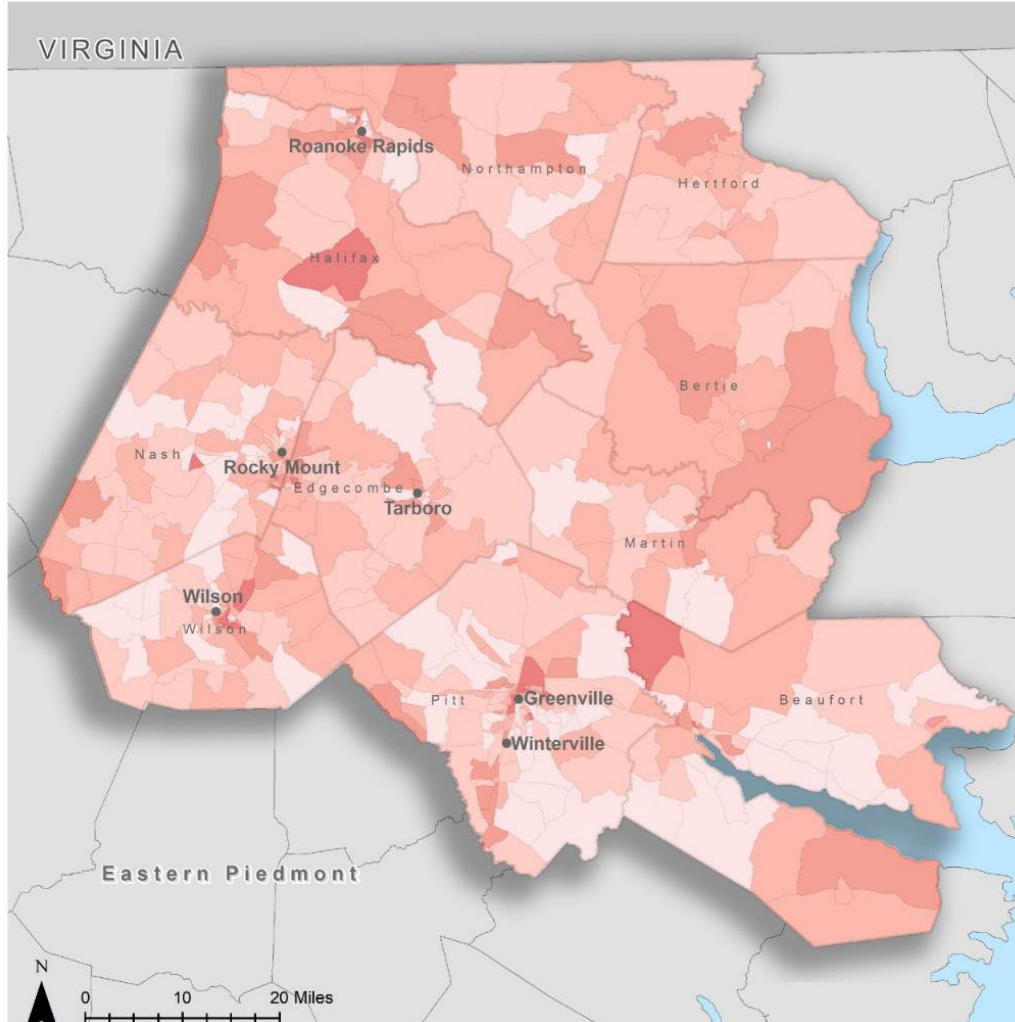 VIRGINIA
Roanoke Rapids
Northampton
Hertford
Halifax
Bertie
Nash
Rocky Mount
Edgecombe
Tarboro
Martin
Wilson
Wilson
Pitt
Greenville
Beaufort
Winterville
Eastern Piedmont
N
0 10 20 Miles